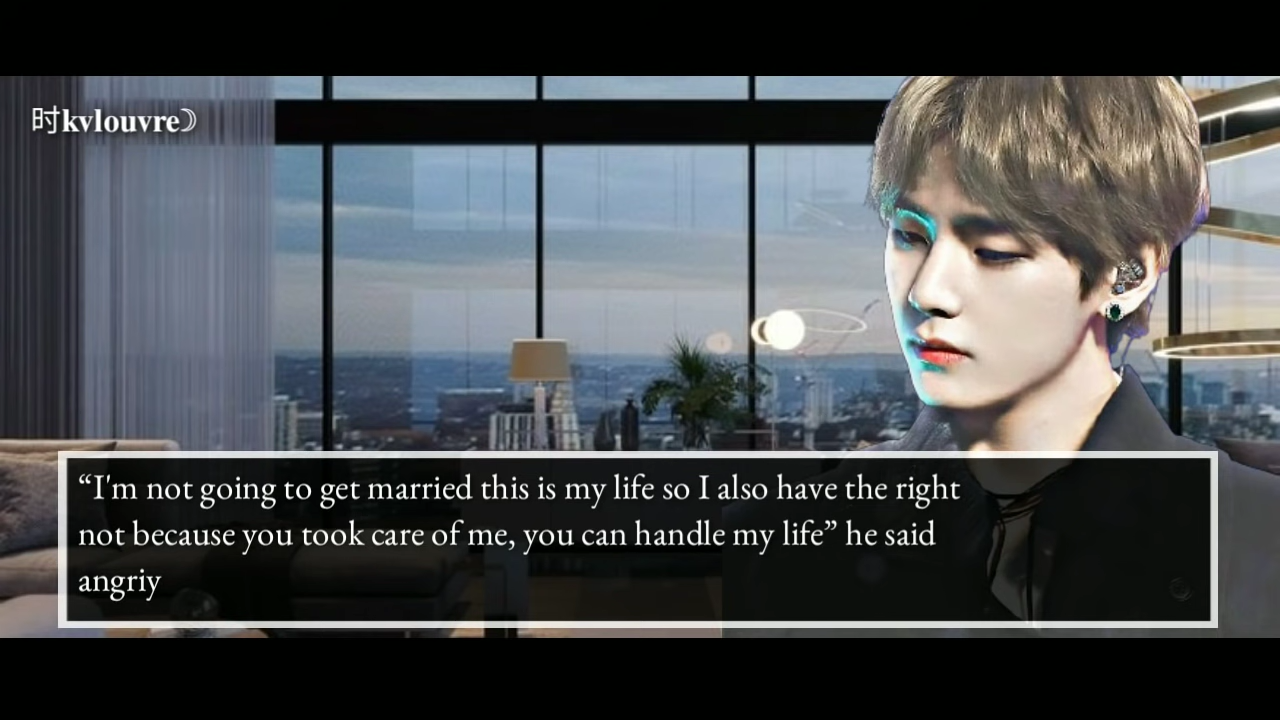 时kvlouvre☽
“I'm not going to get married this is my life so I also have the right
not because you took care of me, you can handle my life” he said
angriy